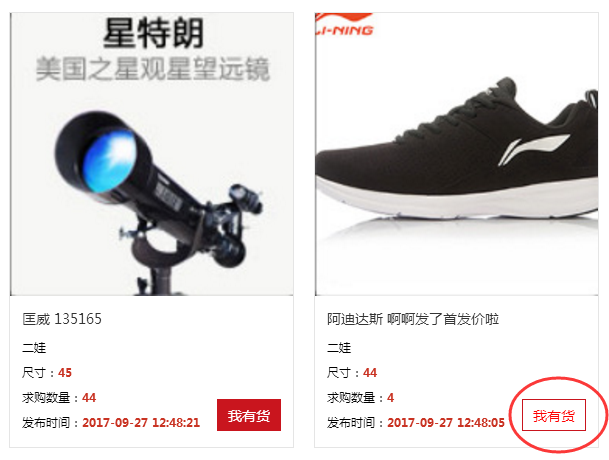 星特朗
美国之星观星望远镜
匡威 135165
二娃
尺寸：45
求购数量：44
发布时间：2017-09-27 12:48:21
我有货
LI-NING
阿迪达斯 啊啊发了首发价啦
二娃
尺寸：44
求购数量：4
发布时间：2017-09-27 12:48:05
我有货